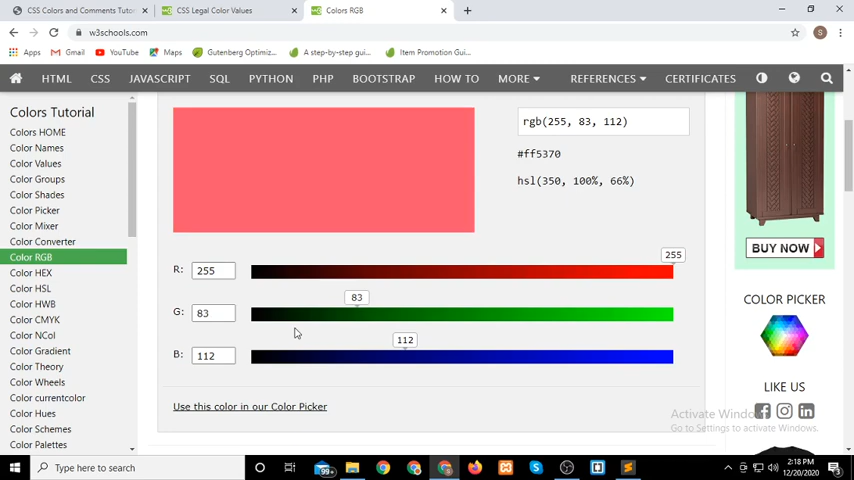 CSS Colors and Comments Tutor
CSS Legal Color Values
Colors RGB
w3schools.com
S
Apps
Gmail
YouTube
Maps
Gutenberg Optimiz...
A step-by-step gui...
Item Promotion Gui...
HTML
CSS
JAVASCRIPT
SQL
PYTHON
PHP
BOOTSTRAP
HOW TO
MORE
REFERENCES
CERTIFICATES
Colors Tutorial
Colors HOME
Color Names
Color Values
Color Groups
Color Shades
Color Picker
Color Mixer
Color Converter
Color RGB
Color HEX
Color HSL
Color HWB
Color CMYK
Color NCol
Color Gradient
Color Theory
Color Wheels
Color currentcolor
Color Hues
Color Schemes
Color Palettes
rgb(255, 83, 112)
#ff5370
hsl(350, 100%, 66%)
255
R: 255
83
G: 83
112
B: 112
Use this color in our Color Picker
BUY NOW
COLOR PICKER
LIKE US
Activate Windows
Go to Settings to activate Windows.
Type here to search
99+
2:18 PM
12/20/2020
3